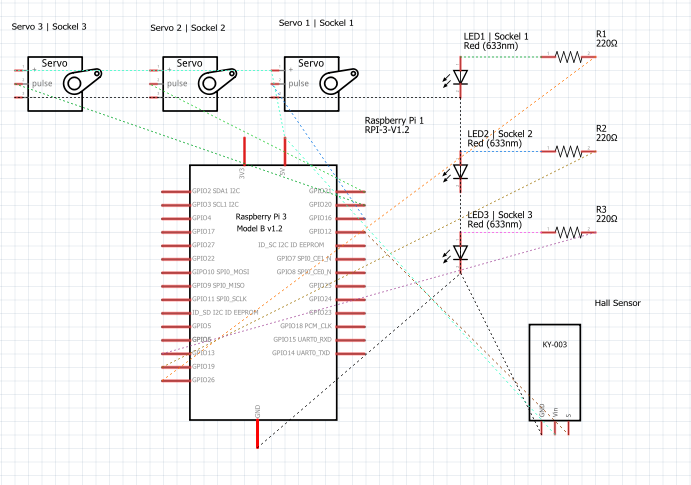 Servo 3 | Sockel 3
Servo 2 | Sockel 2
Servo 1 | Sockel 1
Servo
pulse
Servo
pulse
Servo
pulse
LED1 | Sockel 1
Red (633nm)
R1
220Ω
Raspberry Pi 1
RPI-3-V1.2
LED2 | Sockel 2
Red (633nm)
R2
220Ω
LED3 | Sockel 3
Red (633nm)
R3
220Ω
3V3
5V
GPIO2 SDA1 I2C
GPIO3 SCL1 I2C
GPIO4
GPIO17
GPIO27
GPIO22
GPIO10 SPI0_MOSI
GPIO9 SPI0_MISO
GPIO11 SPI0_SCLK
ID_SD I2C ID EEPROM
GPIO5
GPIO6
GPIO13
GPIO19
GPIO26
Raspberry Pi 3
Model B v1.2
GPIO21
GPIO20
GPIO16
GPIO12
ID_SC I2C ID EEPROM
GPIO7 SPI0_CE1_N
GPIO8 SPI0_CE0_N
GPIO25
GPIO24
GPIO23
GPIO18 PCM_CLK
GPIO15 UART0_RXD
GPIO14 UART0_TXD
GND
Hall Sensor
KY-003
GND
Vin
S